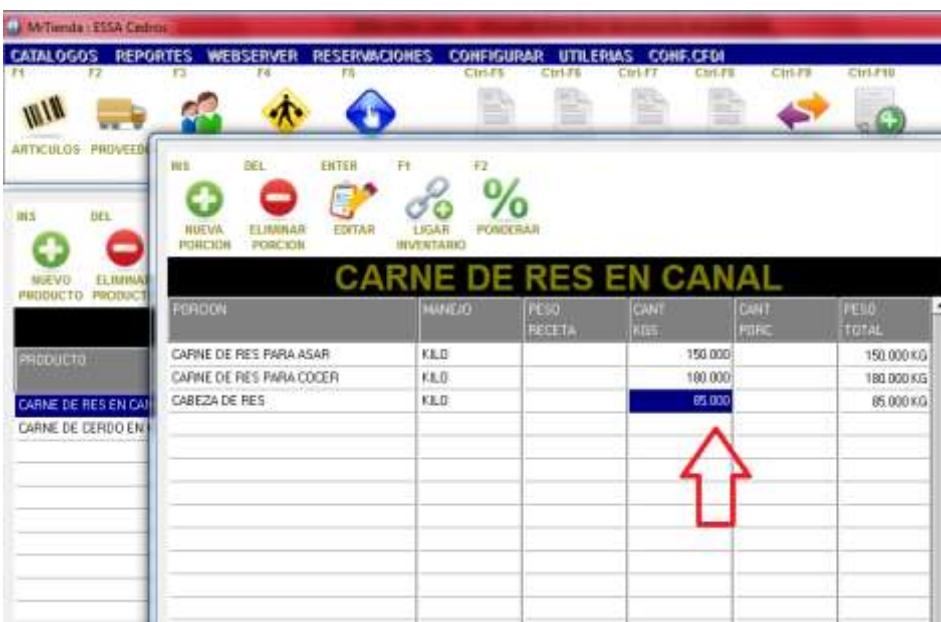 MrTienda : ESSA Cedros
CATALOGOS REPORTES WEBSERVER RESERVACIONES CONFIGURAR UTILERIAS CONF.CFDI
F1 F2 F3 F4 F5 Ctrl-F5 Ctrl-F6 Ctrl-F7 Ctrl-F8 Ctrl-F9 Ctrl-F10
ARTICULOS PROVEED
INS DEL ENTER F1 F2
NUEVA PORCION
ELIMINAR PORCION
EDITAR
LIGAR INVENTARIO
PONDERAR
INS DEL
NUEVO PRODUCTO
ELIMINA PRODUCT
CARNE DE RES EN CANAL
PORCION MANEJO PESO RECETA CANT KGS CANT PORC PESO TOTAL
CARNE DE RES PARA ASAR KILO 150.000 150.000 KG
CARNE DE RES PARA COCER KILO 180.000 180.000 KG
CABEZA DE RES KILO 85.000 85.000 KG
PRODUCTO
CARNE DE RES EN CAN
CARNE DE CERDO EN